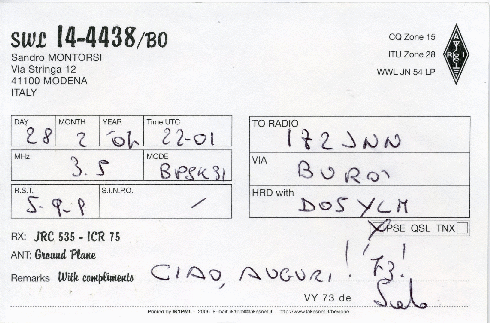 SWL I4-4438/BO
Sandro MONTORSI
Via Stringa 12
41100 MODENA
ITALY
CQ Zone 15
ITU Zone 28
WWL JN 54 LP
DAY MONTH YEAR Time UTC
28 2 '04 22-01
MHz MODE
3.5 BPSK31
R.S.T. S.I.N.P.O.
5-9-9 /
TO RADIO
IZ2JNN
VIA
BURO'
HRD with
DO5YLM
PSE QSL TNX
RX: JRC 535 - ICR 75
ANT: Ground Plane
Remarks With compliments
CIAO, AUGURI! 73!
VY 73 de
Printed by